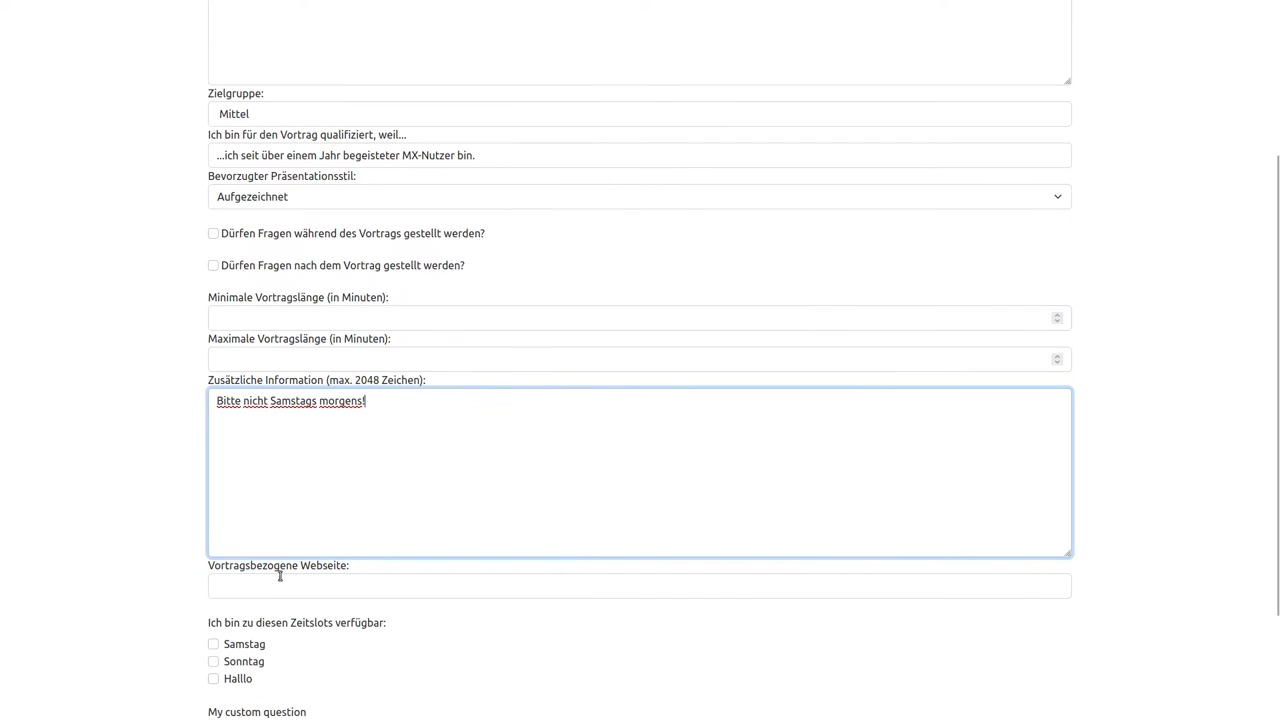 Zielgruppe:
Mittel
Ich bin für den Vortrag qualifiziert, weil...
...ich seit über einem Jahr begeisteter MX-Nutzer bin.
Bevorzugter Präsentationsstil:
Aufgezeichnet
Dürfen Fragen während des Vortrags gestellt werden?
Dürfen Fragen nach dem Vortrag gestellt werden?
Minimale Vortragslänge (in Minuten):
Maximale Vortragslänge (in Minuten):
Zusätzliche Information (max. 2048 Zeichen):
Bitte nicht Samstags morgens!
Vortragsbezogene Webseite:
Ich bin zu diesen Zeitslots verfügbar:
Samstag
Sonntag
Halllo
My custom question